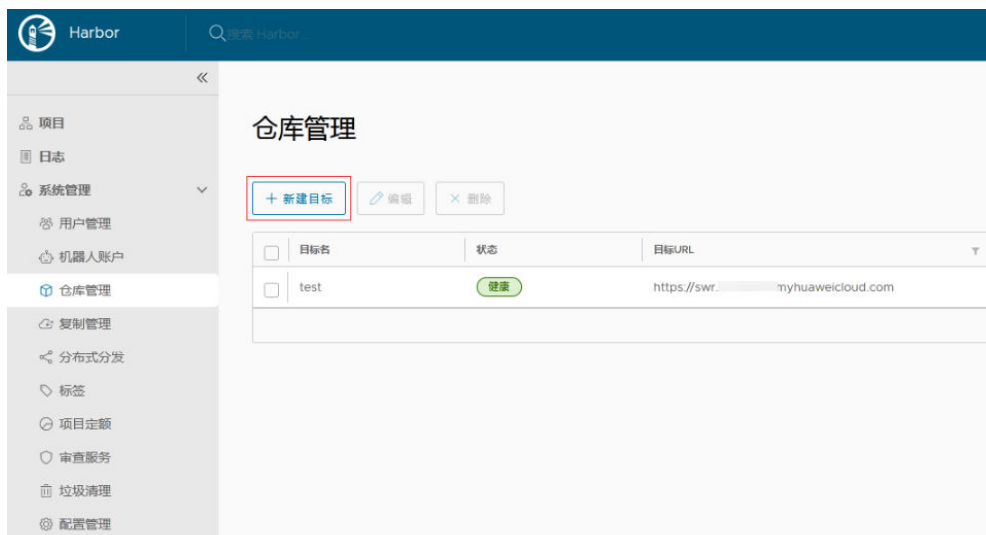 Harbor
搜索 Harbor...
项目
日志
系统管理
用户管理
机器人账户
仓库管理
复制管理
分布式分发
标签
项目定额
审查服务
垃圾清理
配置管理
仓库管理
新建目标 编辑 删除
目标名 状态 目标URL
test 健康 https://swr. myhuaweicloud.com